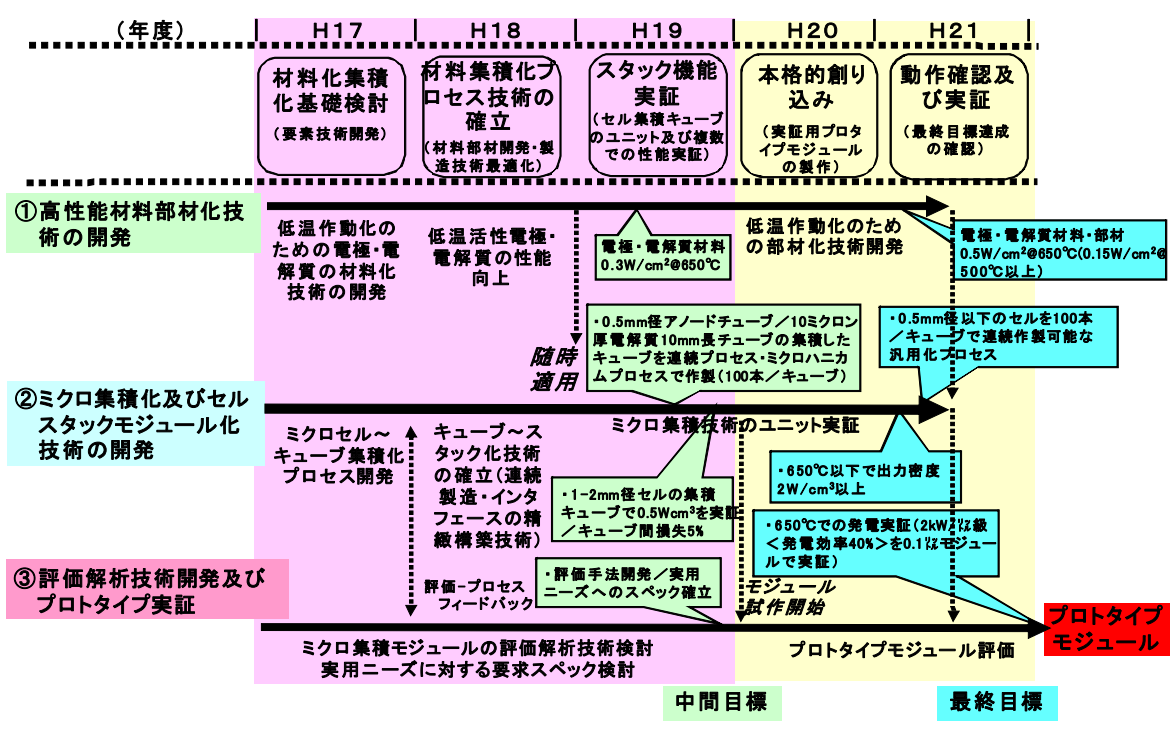 (年度)
H17
H18
H19
H20
H21
材料化集積
化基礎検討
(要素技術開発)
材料集積化プ
ロセス技術の
確立
(材料部材開発・製
造技術最適化)
スタック機能
実証
(セル集積キューブ
のユニット及び複数
での性能実証)
本格的創り
込み
(実証用プロタ
イプモジュール
の製作)
動作確認及
び実証
(最終目標達成
の確認)
①高性能材料部材化技
術の開発
低温作動化の
ための電極・電
解質の材料化
技術の開発
低温活性電極・
電解質の性能
向上
電極・電解質材料
0.3W/cm²@650℃
低温作動化のため
の部材化技術開発
電極・電解質材料・部材
0.5W/cm²@650℃(0.15W/cm²@
500℃以上)
随時
適用
・0.5mm径アノードチューブ/10ミクロン
厚電解質10mm長チューブの集積した
キューブを連続プロセス・ミクロハニカ
ムプロセスで作製(100本/キューブ)
・0.5mm径以下のセルを100本
/キューブで連続作製可能な
汎用化プロセス
②ミクロ集積化及びセル
スタックモジュール化
技術の開発
ミクロセル～
キューブ集積化
プロセス開発
キューブ～ス
タック化技術
の確立(連続
製造・インタ
フェースの精
緻構築技術)
ミクロ集積技術のユニット実証
・1-2mm径セルの集積
キューブで0.5Wcm³を実証
/キューブ間損失5%
・650℃以下で出力密度
2W/cm³以上
・650℃での発電実証(2kW/㍑級
<発電効率40%>を0.1㍑モジュー
ルで実証)
③評価解析技術開発及び
プロトタイプ実証
評価-プロセス
フィードバック
・評価手法開発/実用
ニーズへのスペック確立
モジュール
試作開始
プロトタイプ
モジュール
ミクロ集積モジュールの評価解析技術検討
実用ニーズに対する要求スペック検討
プロトタイプモジュール評価
中間目標
最終目標